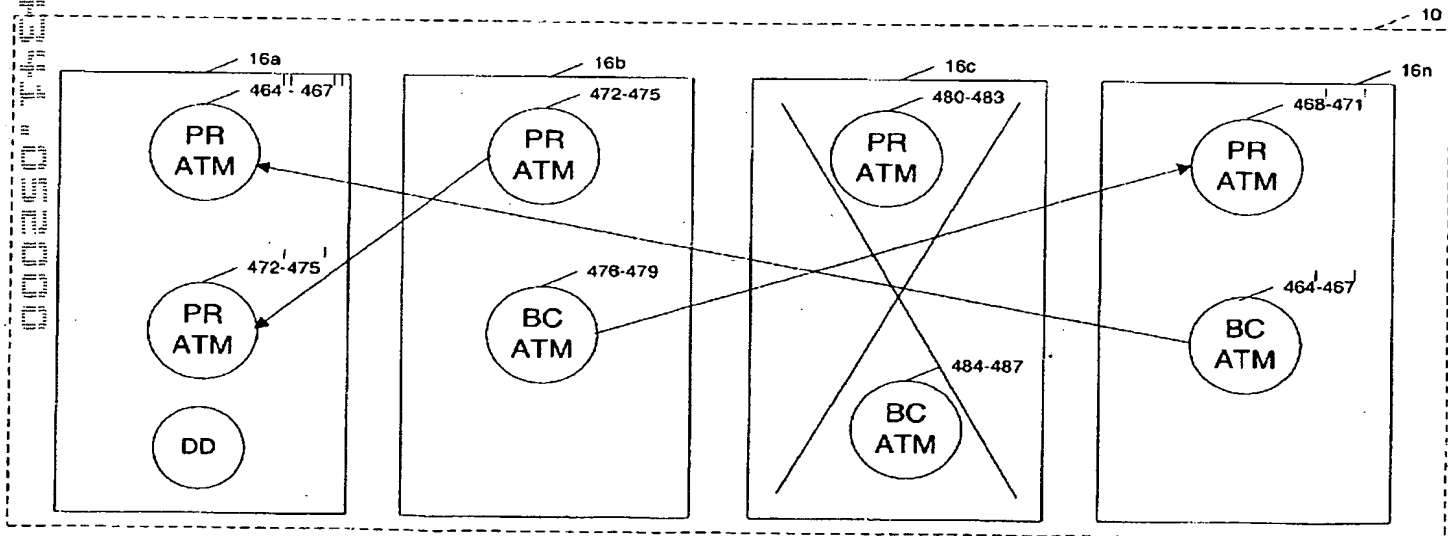 10
16a
464''-467''
PR
ATM
472'-475'
PR
ATM
DD
16b
472-475
PR
ATM
476-479
BC
ATM
16c
480-483
PR
ATM
484-487
BC
ATM
16n
468'-471'
PR
ATM
464'-467'
BC
ATM